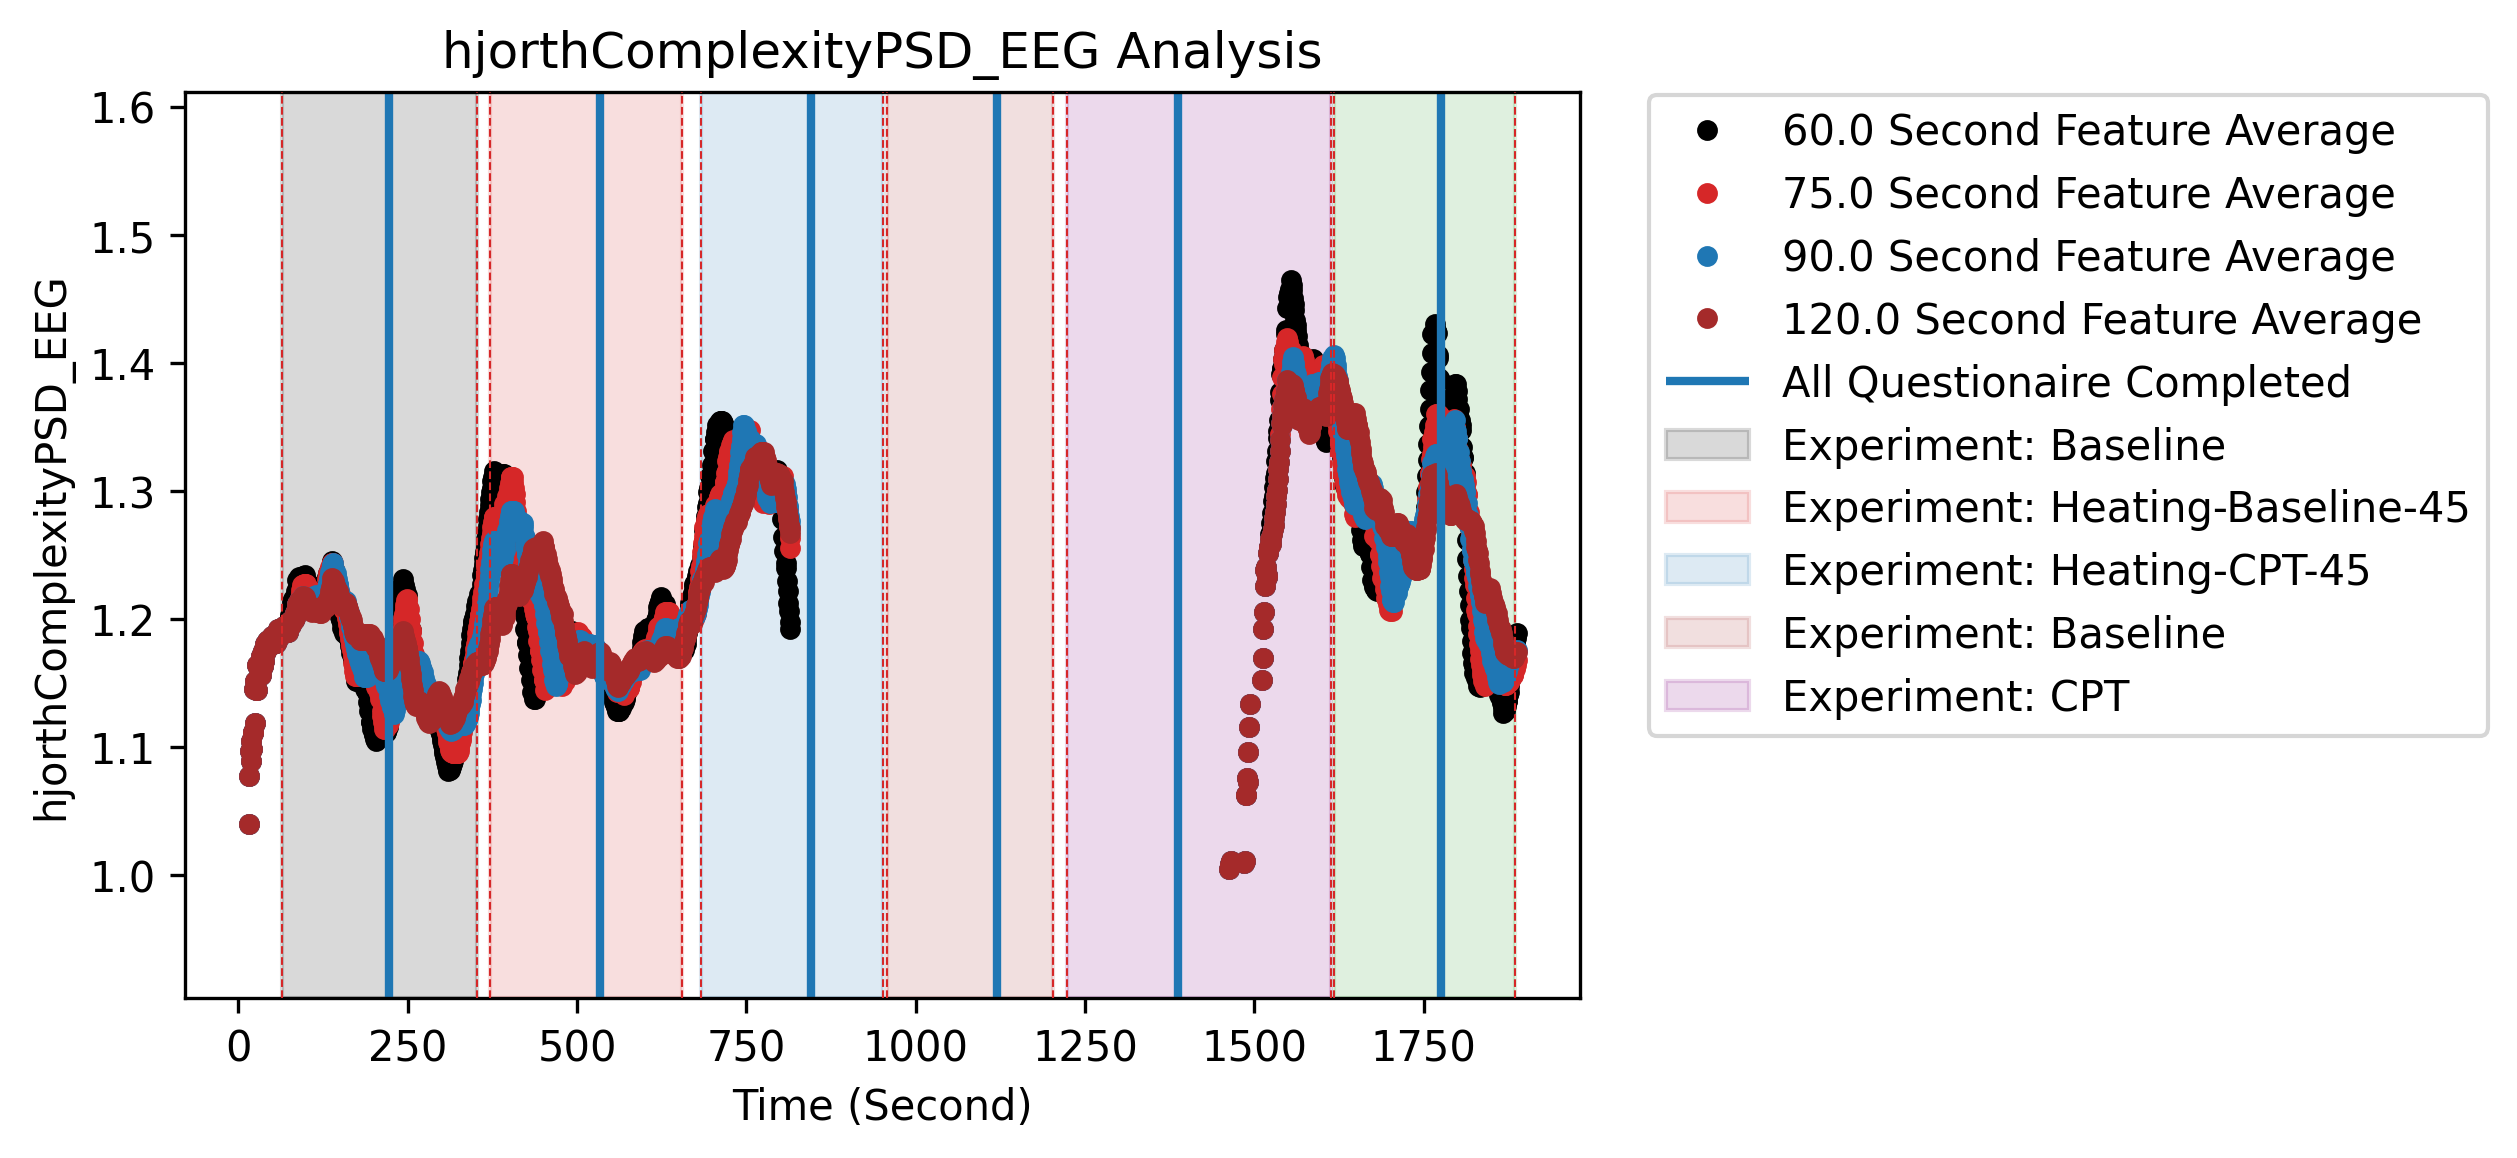 hjorthComplexityPSD_EEG Analysis
hjorthComplexityPSD_EEG
1.6
1.5
1.4
1.3
1.2
1.1
1.0
0 250 500 750 1000 1250 1500 1750
Time (Second)
60.0 Second Feature Average
75.0 Second Feature Average
90.0 Second Feature Average
120.0 Second Feature Average
All Questionaire Completed
Experiment: Baseline
Experiment: Heating-Baseline-45
Experiment: Heating-CPT-45
Experiment: Baseline
Experiment: CPT